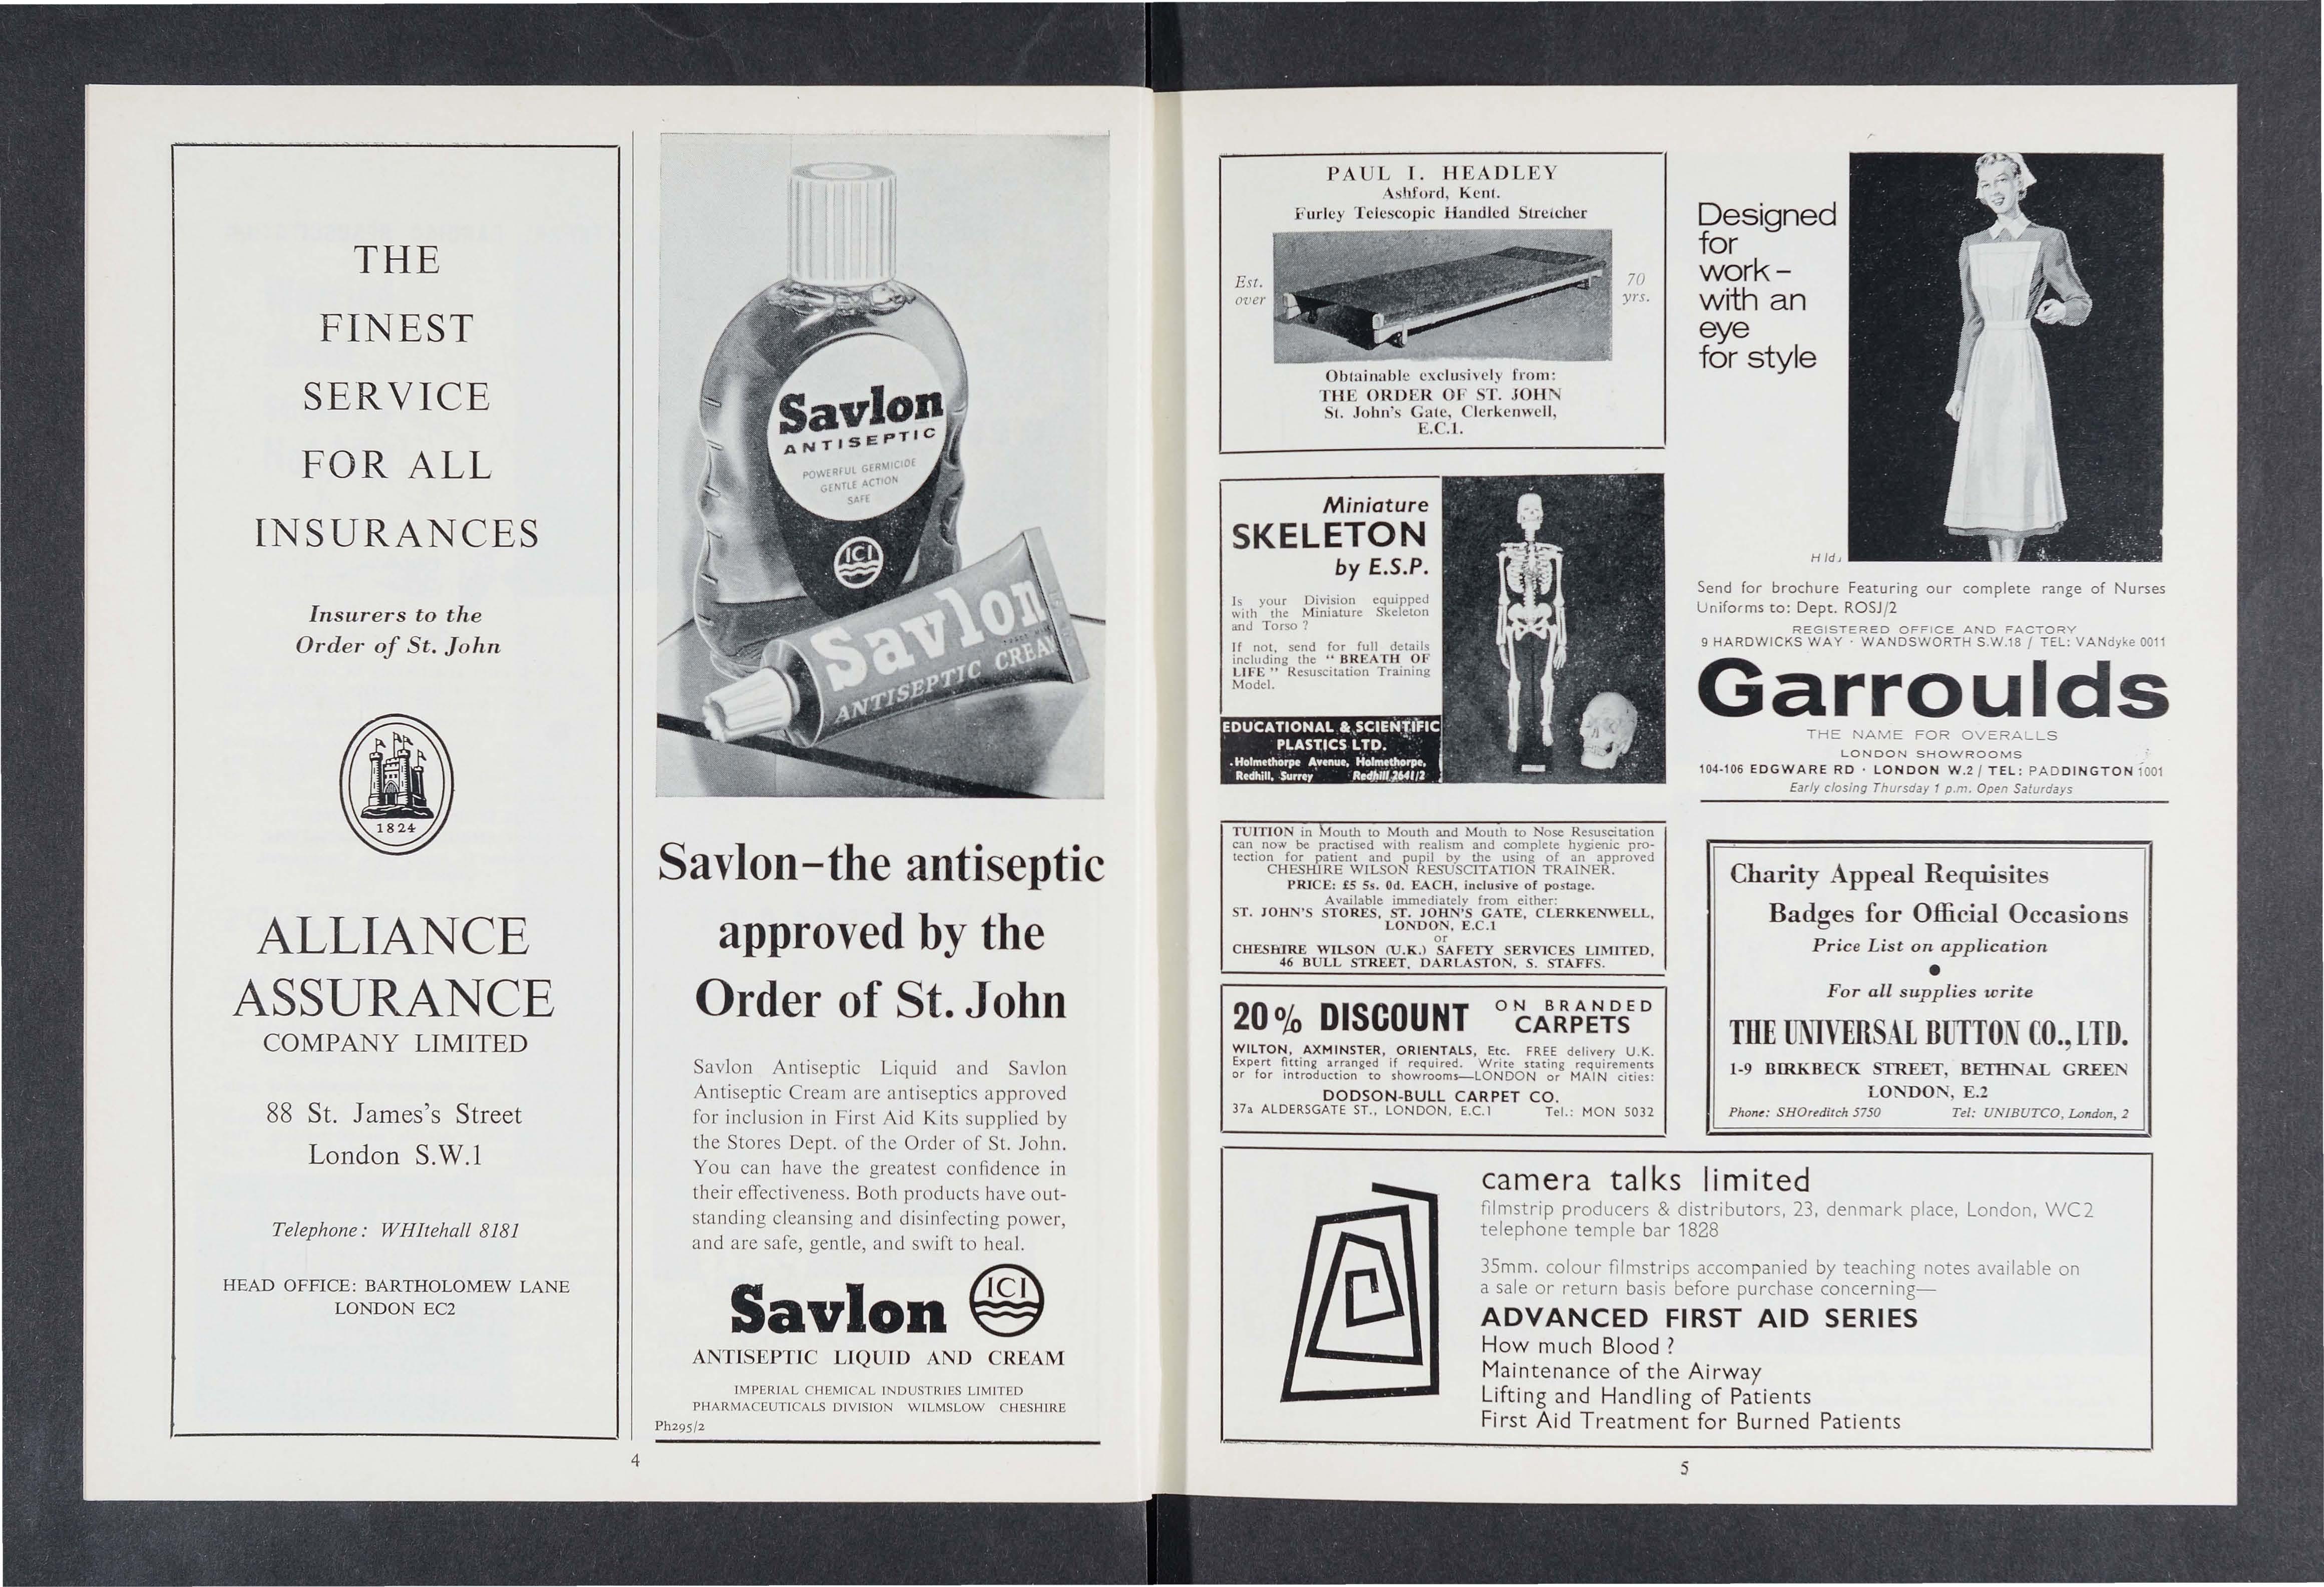 THE
FINEST
SERVICE
FOR ALL
INSURANCES
Insurers to the
Order of St. John
1824
ALLIANCE
ASSURANCE
COMPANY LIMITED
88 St. James's Street
London S.W.1
Telephone: WHItehall 8181
HEAD OFFICE: BARTHOLOMEW LANE
LONDON EC2
Savlon
ANTISEPTIC
POWERFUL GERMICIDE
GENTLE ACTION
SAFE
ICI
Savlon
ANTISEPTIC CREAM
Savlon–the antiseptic
approved by the
Order of St. John
Savlon Antiseptic Liquid and Savlon
Antiseptic Cream are antiseptics approved
for inclusion in First Aid Kits supplied by
the Stores Dept. of the Order of St. John.
You can have the greatest confidence in
their effectiveness. Both products have out-
standing cleansing and disinfecting power,
and are safe, gentle, and swift to heal.
Savlon ICI
ANTISEPTIC LIQUID AND CREAM
IMPERIAL CHEMICAL INDUSTRIES LIMITED
PHARMACEUTICALS DIVISION WILMSLOW CHESHIRE
Ph295/2
4
PAUL I. HEADLEY
Ashford, Kent.
Furley Telescopic Handled Stretcher
Est.
over
70
yrs.
Obtainable exclusively from:
THE ORDER OF ST. JOHN
St. John's Gate, Clerkenwell,
E.C.1.
Miniature
SKELETON
by E.S.P.
Is your Division equipped
with the Miniature Skeleton
and Torso ?
If not, send for full details
including the " BREATH OF
LIFE " Resuscitation Training
Model.
EDUCATIONAL & SCIENTIFIC
PLASTICS LTD.
Holmethorpe Avenue, Holmethorpe,
Redhill, Surrey Redhill 2641/2
TUITION in Mouth to Mouth and Mouth to Nose Resuscitation
can now be practised with realism and complete hygienic pro-
tection for patient and pupil by the using of an approved
CHESHIRE WILSON RESUSCITATION TRAINER.
PRICE: £5 5s. 0d. EACH, inclusive of postage.
Available immediately from either:
ST. JOHN'S STORES, ST. JOHN'S GATE, CLERKENWELL,
LONDON, E.C.1
or
CHESHIRE WILSON (U.K.) SAFETY SERVICES LIMITED,
46 BULL STREET, DARLASTON, S. STAFFS.
20% DISCOUNT ON BRANDED
CARPETS
WILTON, AXMINSTER, ORIENTALS, Etc. FREE delivery U.K.
Expert fitting arranged if required. Write stating requirements
or for introduction to showrooms—LONDON or MAIN cities:
DODSON-BULL CARPET CO.
37a ALDERSGATE ST., LONDON, E.C.1 Tel.: MON 5032
Designed
for
work –
with an
eye
for style
Send for brochure Featuring our complete range of Nurses
Uniforms to: Dept. ROSJ/2
REGISTERED OFFICE AND FACTORY
9 HARDWICKS WAY · WANDSWORTH S.W.18 / TEL: VANdyke 0011
Garroulds
THE NAME FOR OVERALLS
LONDON SHOWROOMS
104-106 EDGWARE RD · LONDON W.2 / TEL: PADDINGTON 1001
Early closing Thursday 1 p.m. Open Saturdays
Charity Appeal Requisites
Badges for Official Occasions
Price List on application
●
For all supplies write
THE UNIVERSAL BUTTON CO., LTD.
1-9 BIRKBECK STREET, BETHNAL GREEN
LONDON, E.2
Phone: SHOreditch 5750 Tel: UNIBUTCO, London, 2
camera talks limited
filmstrip producers & distributors, 23, denmark place, London, WC2
telephone temple bar 1828
35mm. colour filmstrips accompanied by teaching notes available on
a sale or return basis before purchase concerning—
ADVANCED FIRST AID SERIES
How much Blood ?
Maintenance of the Airway
Lifting and Handling of Patients
First Aid Treatment for Burned Patients
5